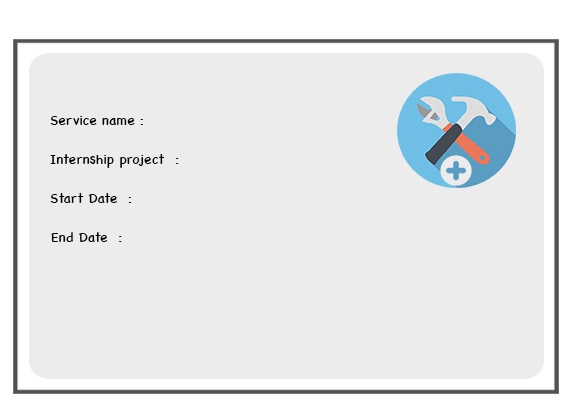 Service name :
Internship project :
Start Date :
End Date :